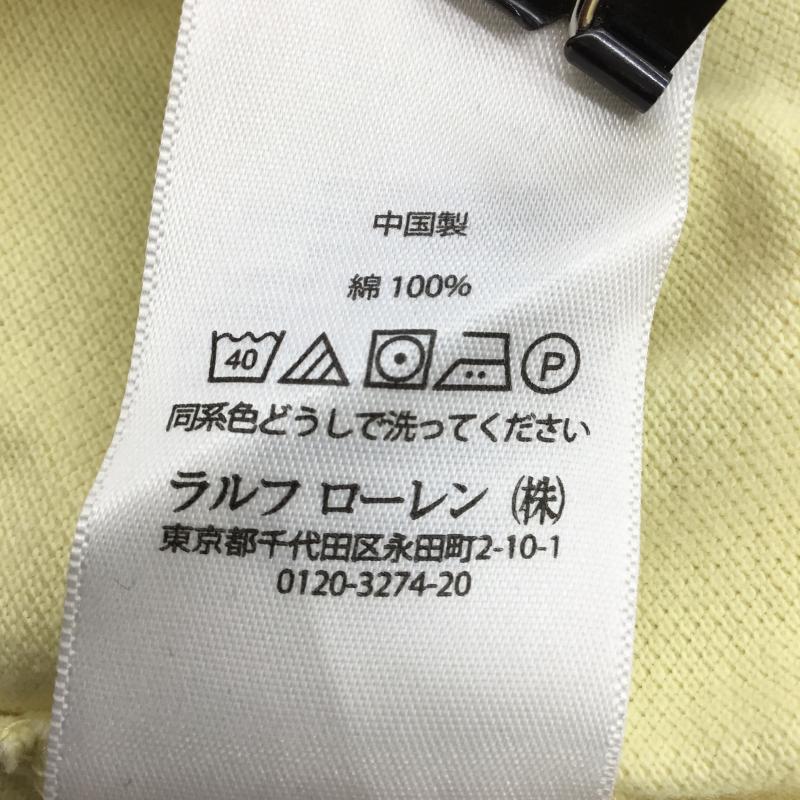 中国製
綿 100%
40 P
同系色どうしで洗ってください
ラルフ ローレン (株)
東京都千代田区永田町2-10-1
0120-3274-20